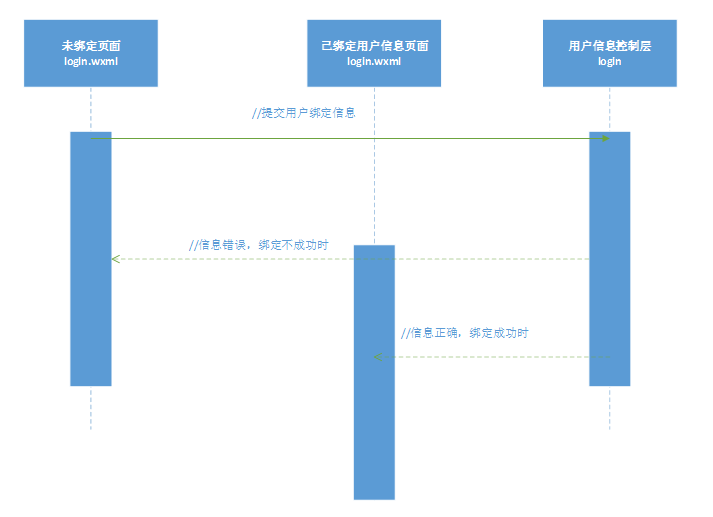 未绑定页面
login.wxml
已绑定用户信息页面
login.wxml
用户信息控制层
login
//提交用户绑定信息
//信息错误，绑定不成功时
//信息正确，绑定成功时